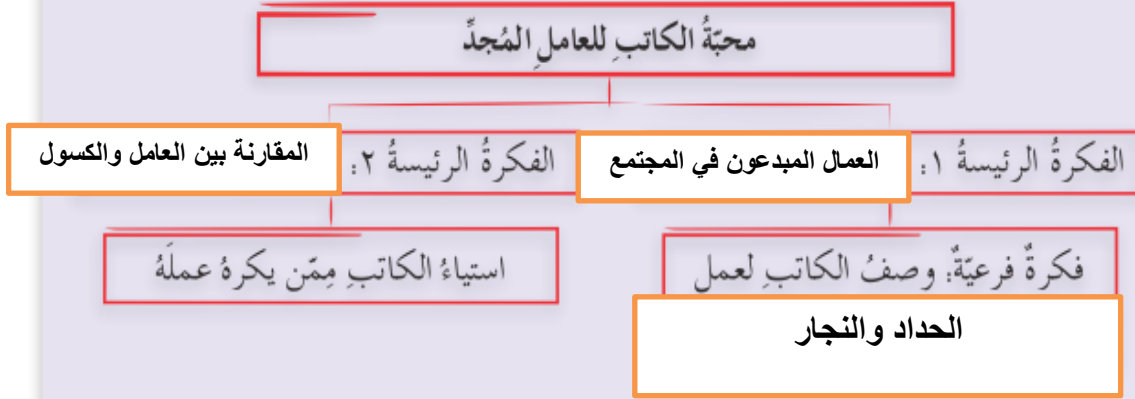 محبّةُ الكاتبِ للعاملِ المُجدِّ
الفكرةُ الرئيسةُ ١:
العمال المبدعون في المجتمع
الفكرةُ الرئيسةُ ٢:
المقارنة بين العامل والكسول
فكرةٌ فرعيّةٌ: وصفُ الكاتبِ لعمل
الحداد والنجار
استياءُ الكاتبِ مِمّن يكرهُ عملَهُ